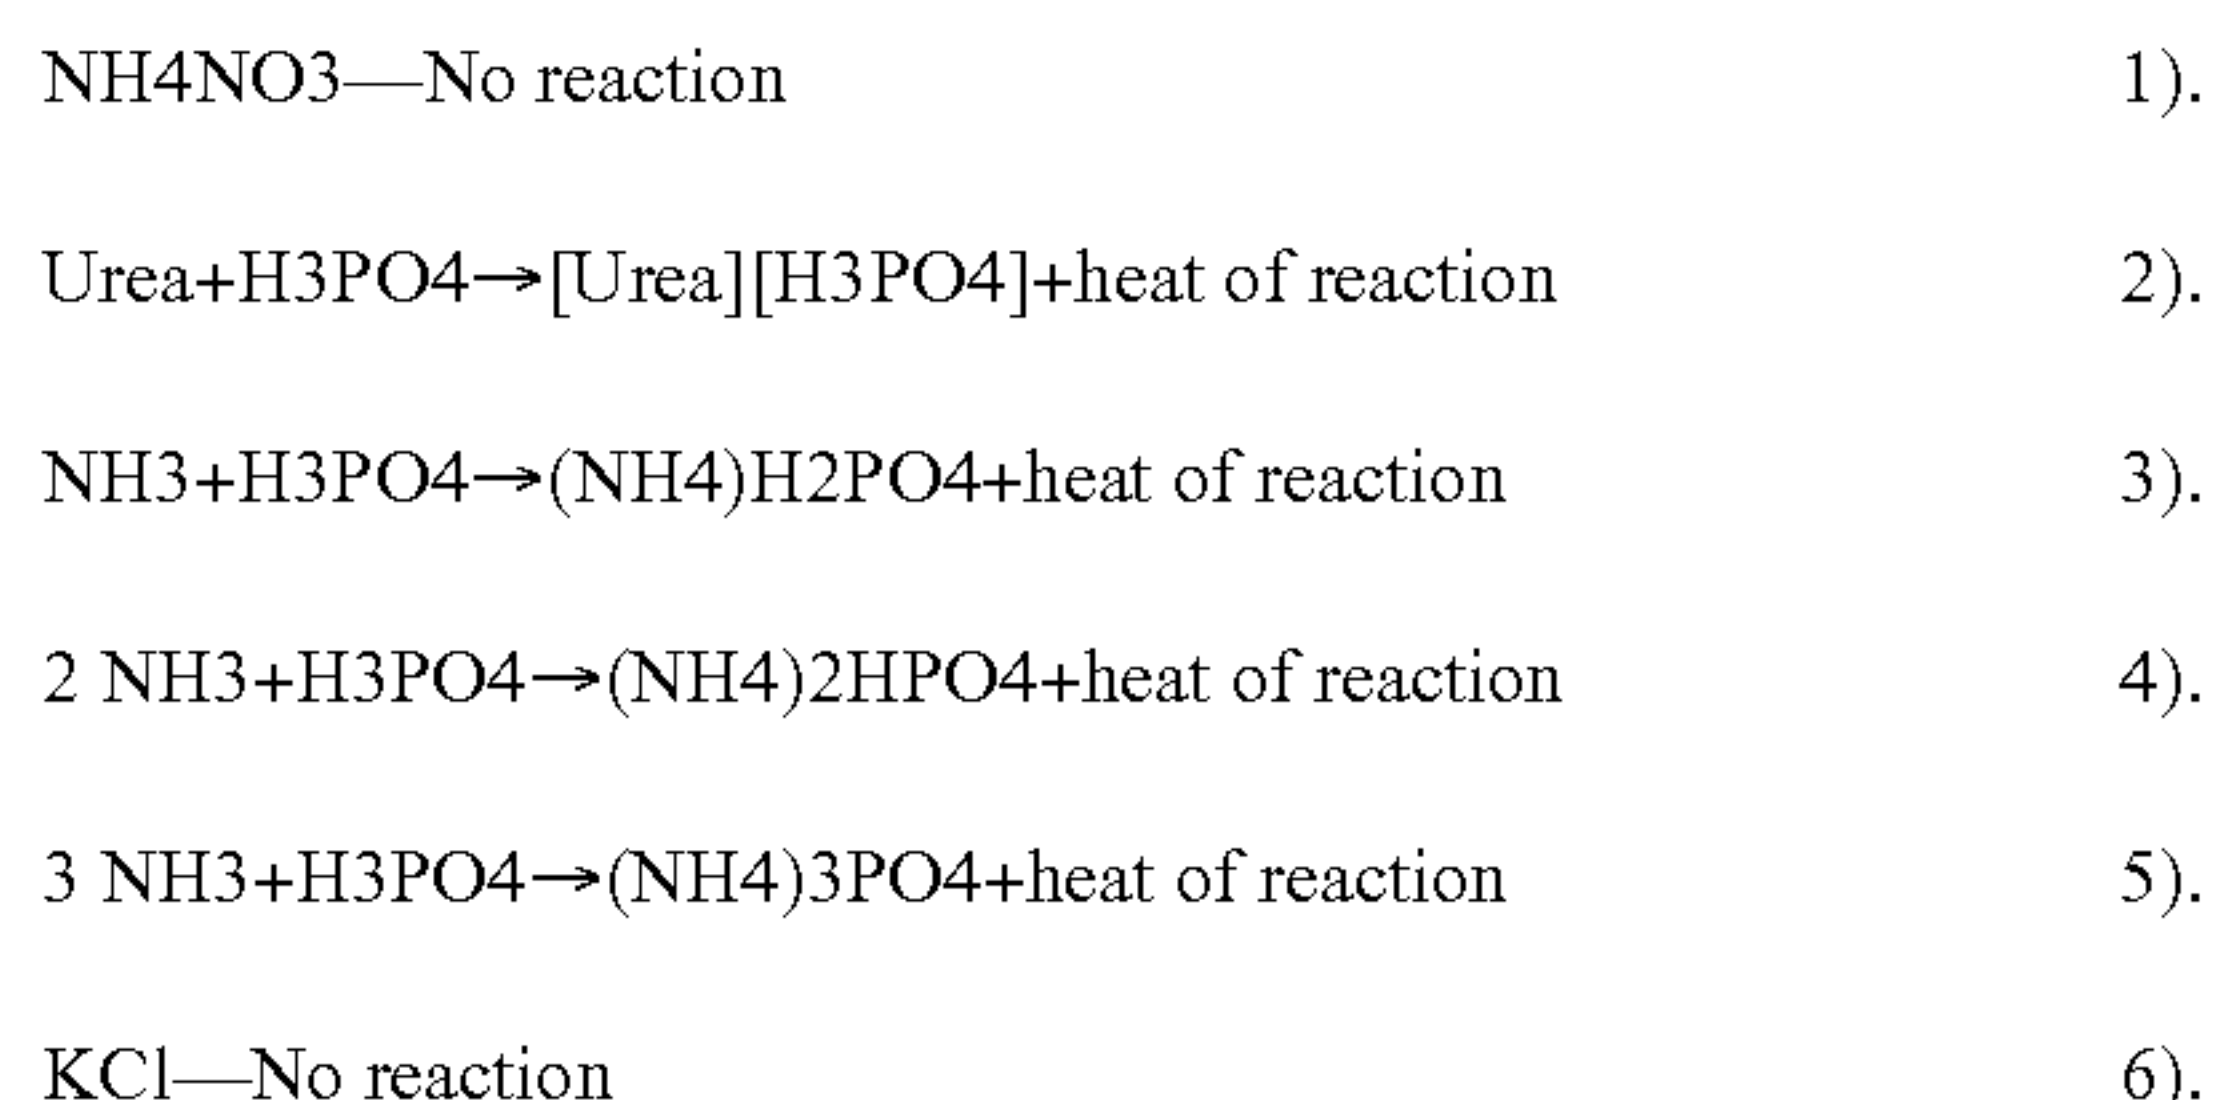 NH4NO3—No reaction 1).
Urea+H3PO4→[Urea][H3PO4]+heat of reaction 2).
NH3+H3PO4→(NH4)H2PO4+heat of reaction 3).
2 NH3+H3PO4→(NH4)2HPO4+heat of reaction 4).
3 NH3+H3PO4→(NH4)3PO4+heat of reaction 5).
KCl—No reaction 6).